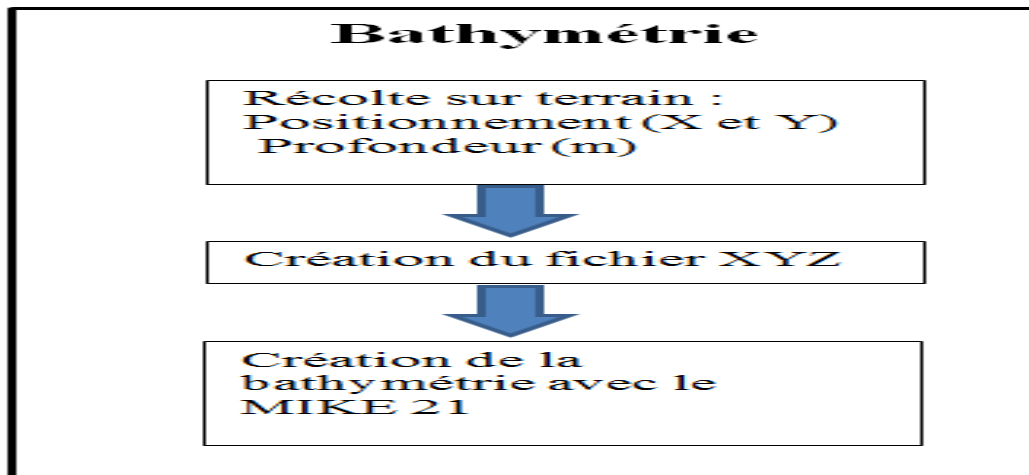 Bathymétrie
Récolte sur terrain :
Positionnement (X et Y)
Profondeur (m)
Création du fichier XYZ
Création de la
bathymétrie avec le
MIKE 21